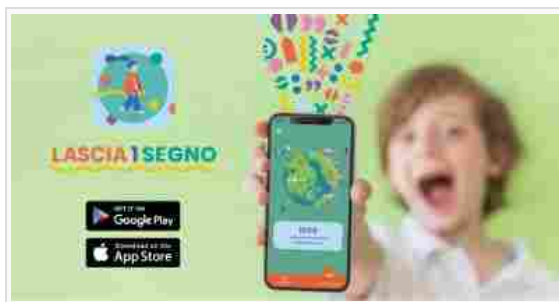 LASCIA1SEGNO
GET IT ON
Google Play
Download on the
App Store